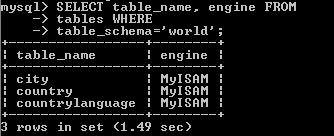 mysql> SELECT table_name, engine FROM
    -> tables WHERE
    -> table_schema='world';
+-----------------+--------+
| table_name      | engine |
+-----------------+--------+
| city            | MyISAM |
| country         | MyISAM |
| countrylanguage | MyISAM |
+-----------------+--------+
3 rows in set (1.49 sec)